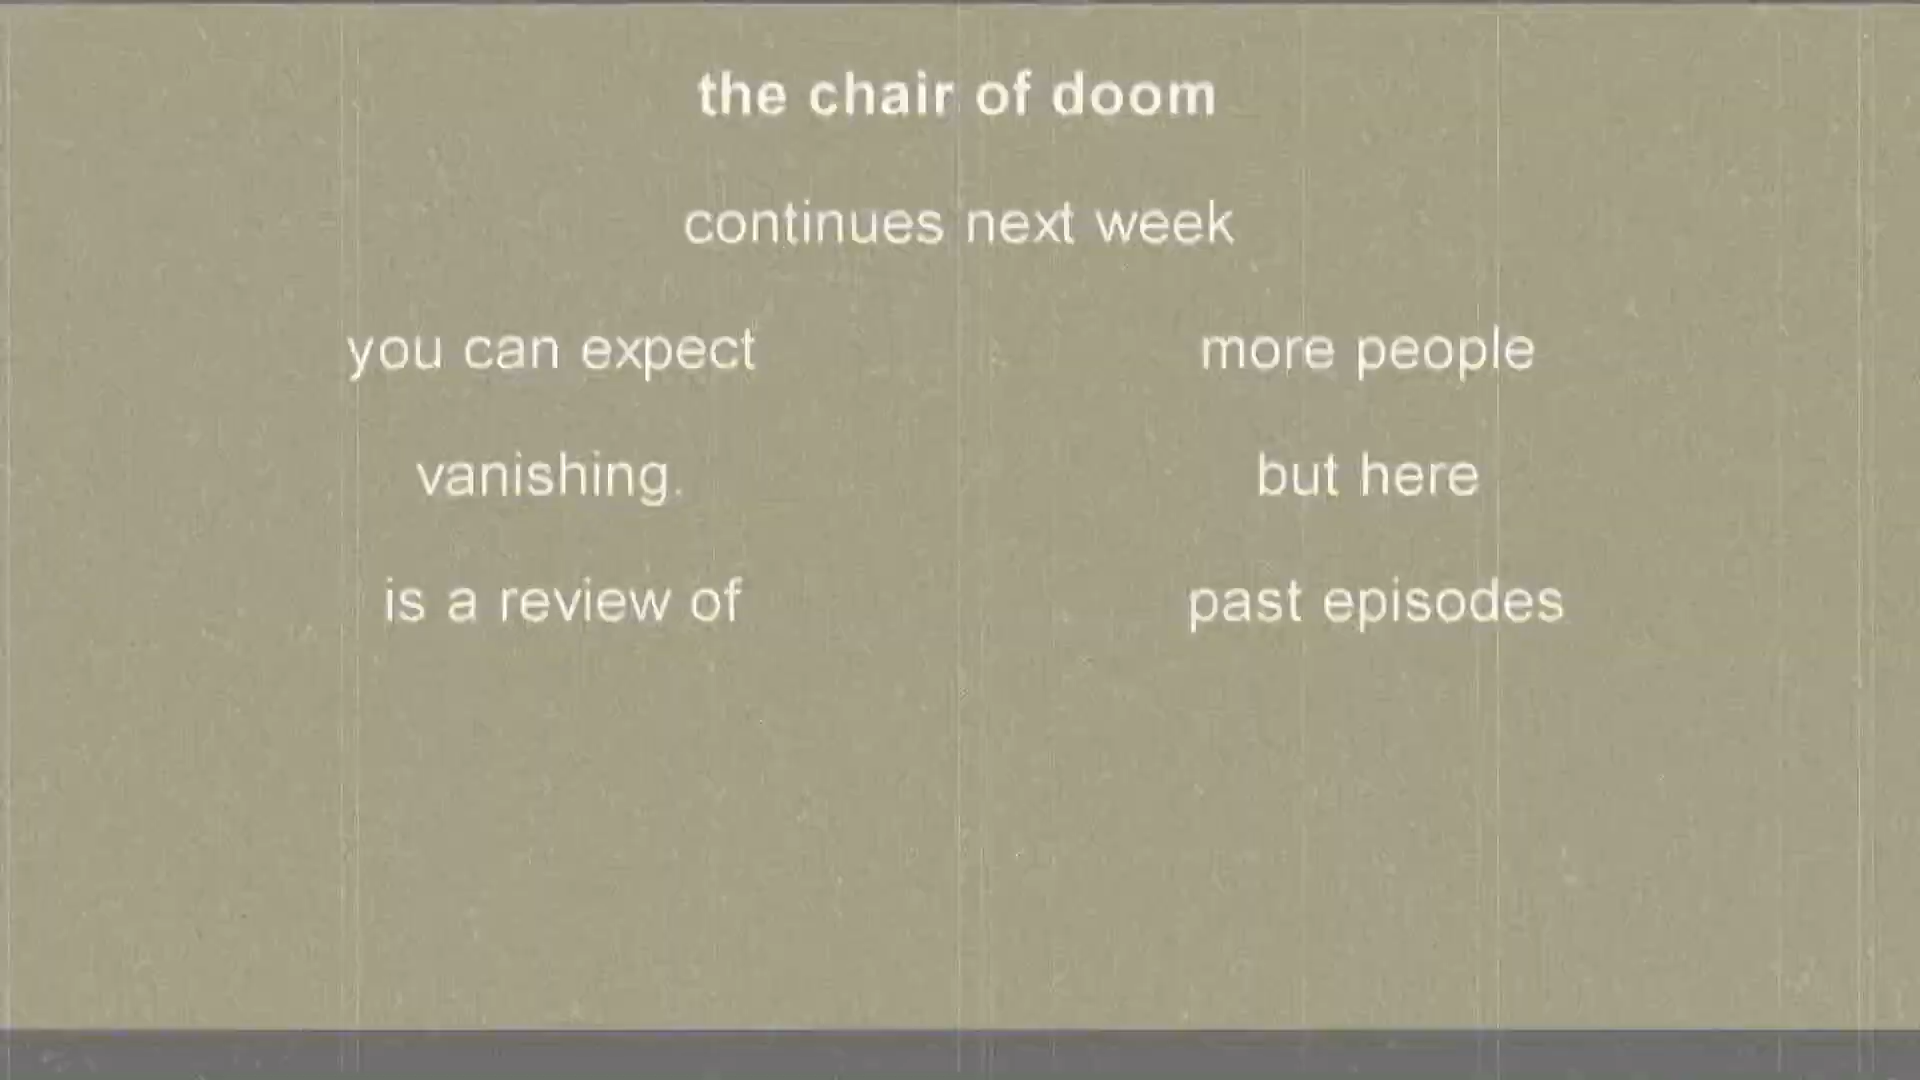 the chair of doom
continues next week
you can expect more people
vanishing. but here
is a review of past episodes